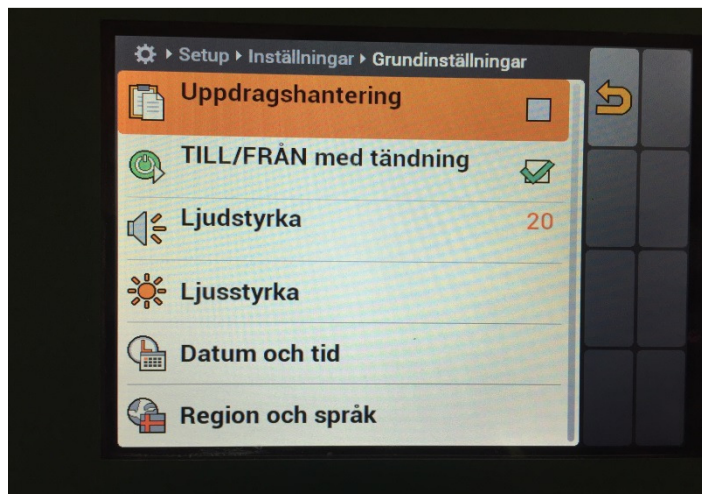 Setup Inställningar Grundinställningar
Uppdragshantering
TILL/FRÅN med tändning
Ljudstyrka 20
Ljusstyrka
Datum och tid
Region och språk